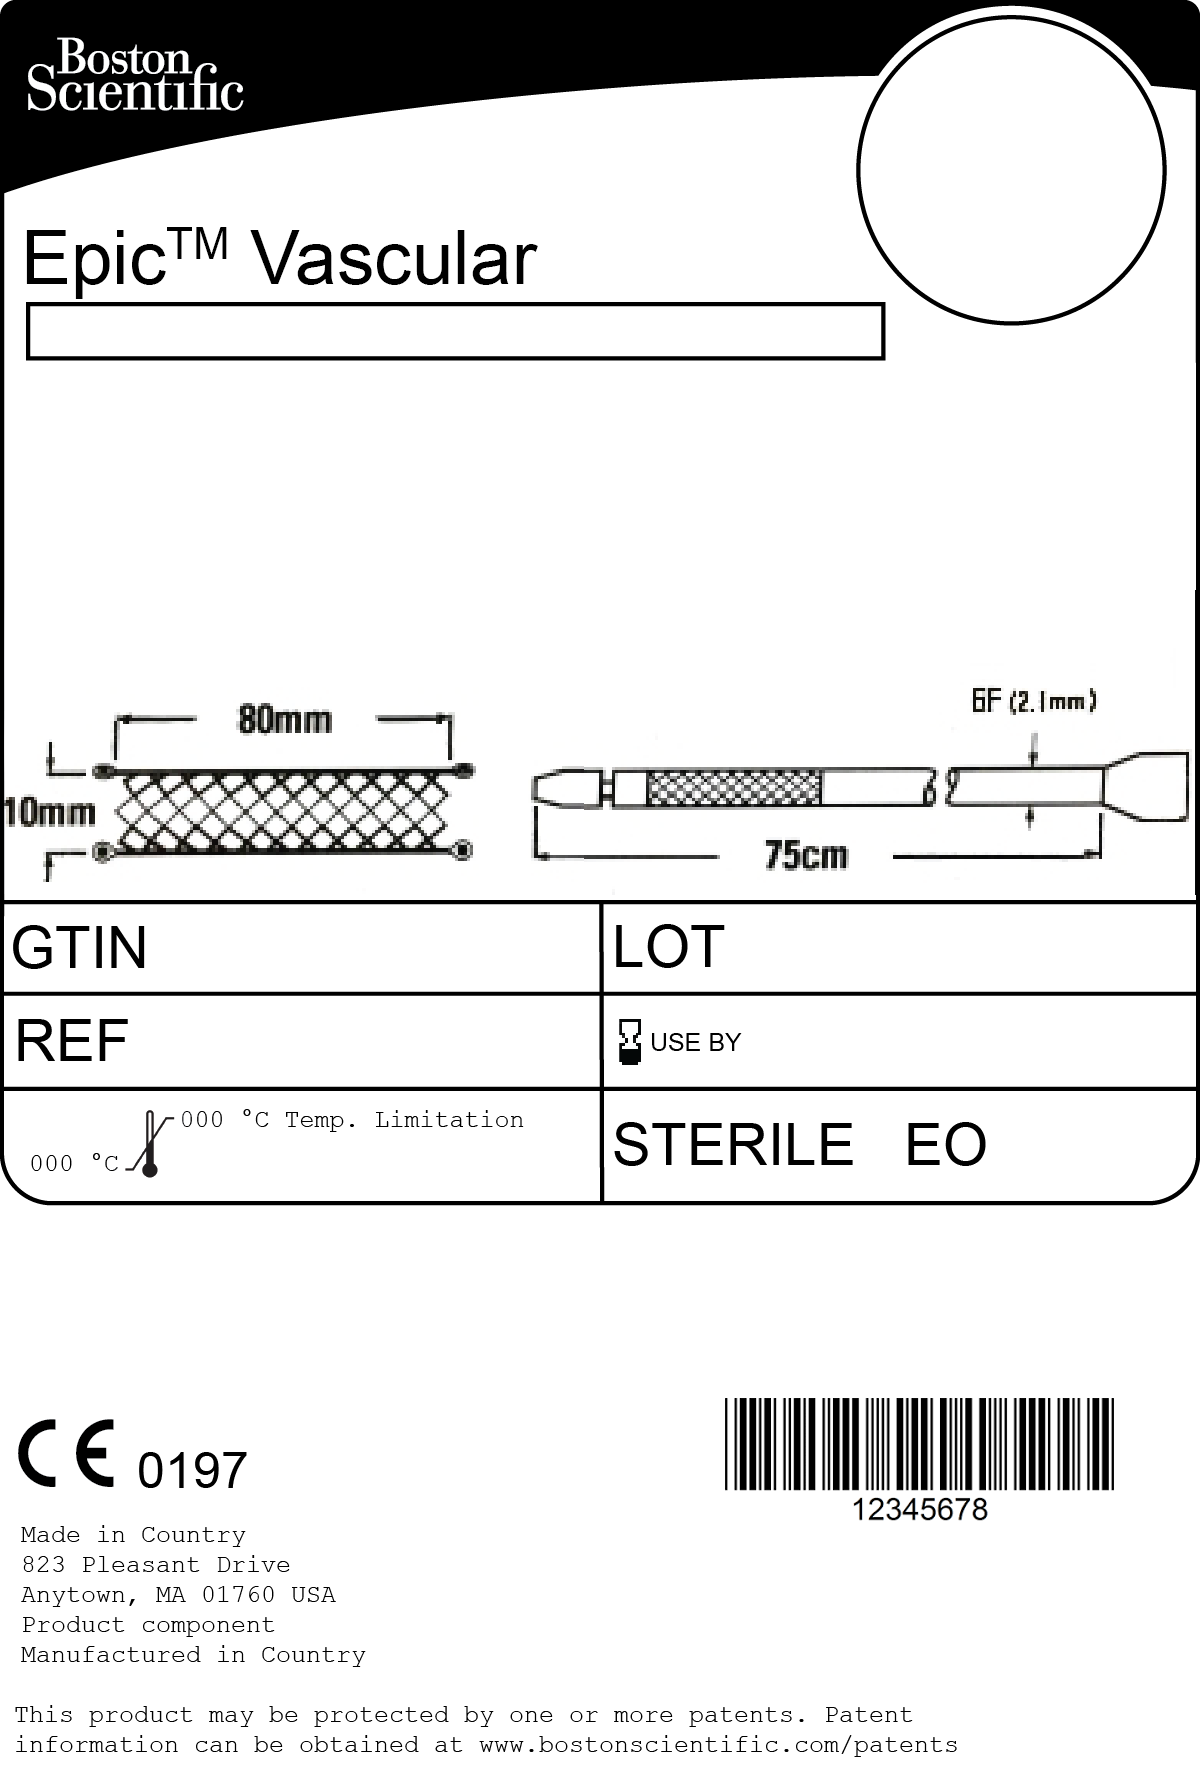 Boston
Scientific
Epic™ Vascular
80mm
10mm
6F (2.1mm)
75cm
GTIN
LOT
REF
USE BY
000 °C Temp. Limitation
000 °C
STERILE EO
CE 0197
12345678
Made in Country
823 Pleasant Drive
Anytown, MA 01760 USA
Product component
Manufactured in Country
This product may be protected by one or more patents. Patent
information can be obtained at www.bostonscientific.com/patents